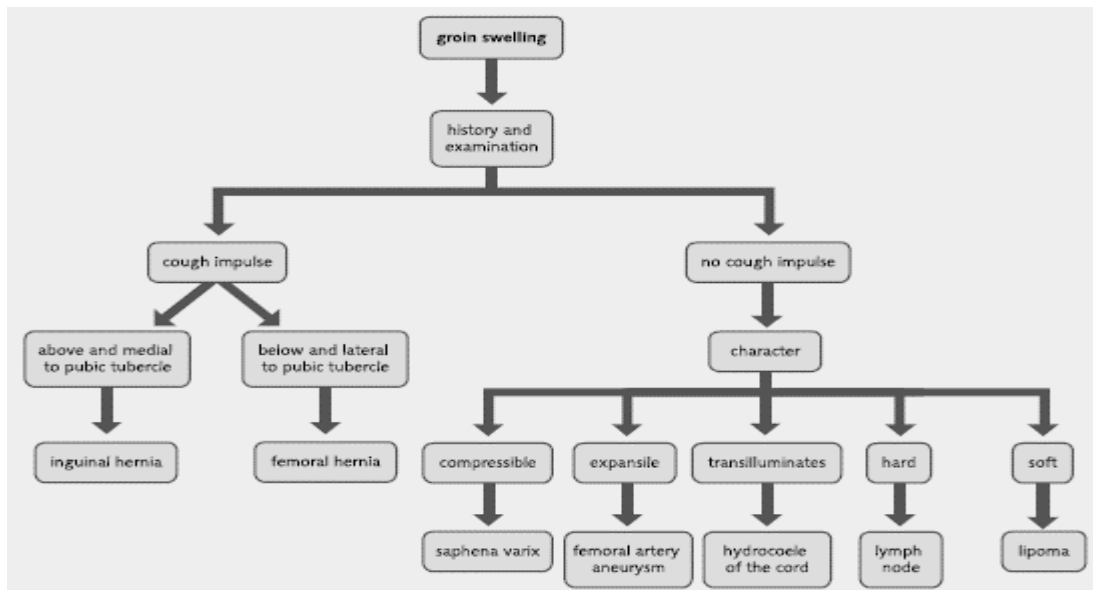 groin swelling
history and
examination
cough impulse
no cough impulse
above and medial
to pubic tubercle
below and lateral
to pubic tubercle
character
inguinal hernia
femoral hernia
compressible
expansile
transilluminates
hard
soft
saphena varix
femoral artery
aneurysm
hydrocoele
of the cord
lymph
node
lipoma